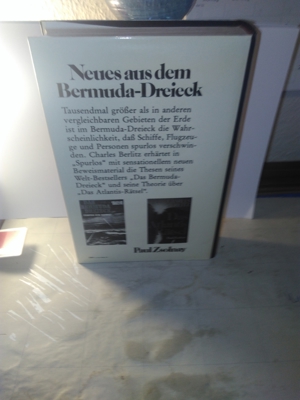 Neues aus dem
Bermuda-Dreieck
Tausendmal größer als in anderen
vergleichbaren Gebieten der Erde
ist im Bermuda-Dreieck die Wahr-
scheinlichkeit, daß Schiffe, Flugzeu-
ge und Personen spurlos verschwin-
den. Charles Berlitz erhärtet in
„Spurlos“ mit sensationellem neuen
Beweismaterial die Thesen seines
Welt-Bestsellers „Das Bermuda-
Dreieck“ und seine Theorie über
„Das Atlantis-Rätsel“.
Paul Zsolnay